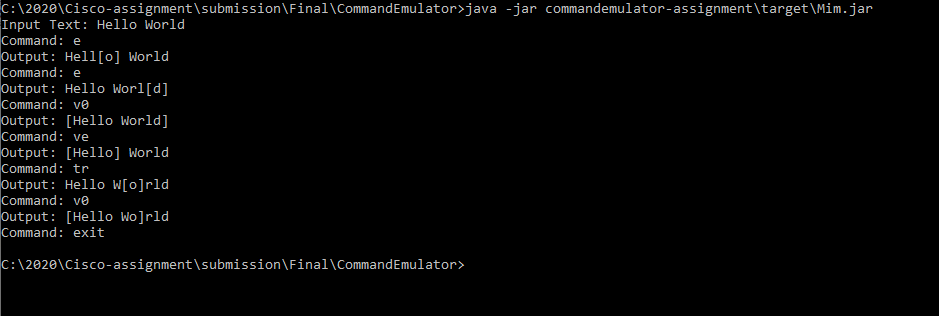 C:\2020\Cisco-assignment\submission\Final\CommandEmulator>java -jar commandemulator-assignment\target\Mim.jar
Input Text: Hello World
Command: e
Output: Hell[o] World
Command: e
Output: Hello Worl[d]
Command: v0
Output: [Hello World]
Command: ve
Output: [Hello] World
Command: tr
Output: Hello W[o]rld
Command: v0
Output: [Hello Wo]rld
Command: exit
C:\2020\Cisco-assignment\submission\Final\CommandEmulator>